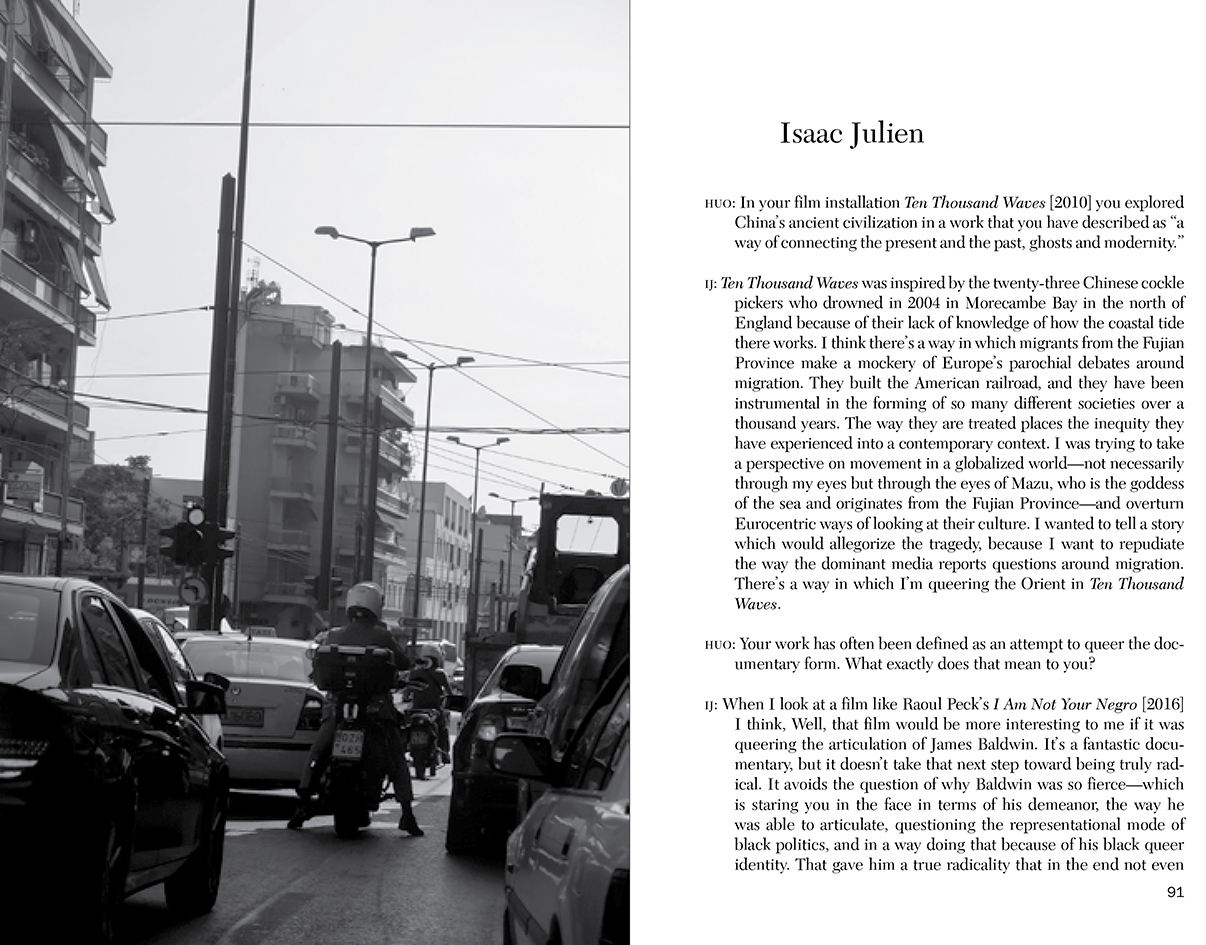 TAXI
OZH
465
Isaac Julien
HUO: In your film installation Ten Thousand Waves [2010] you explored
China’s ancient civilization in a work that you have described as “a
way of connecting the present and the past, ghosts and modernity.”
IJ: Ten Thousand Waves was inspired by the twenty-three Chinese cockle
pickers who drowned in 2004 in Morecambe Bay in the north of
England because of their lack of knowledge of how the coastal tide
there works. I think there’s a way in which migrants from the Fujian
Province make a mockery of Europe’s parochial debates around
migration. They built the American railroad, and they have been
instrumental in the forming of so many different societies over a
thousand years. The way they are treated places the inequity they
have experienced into a contemporary context. I was trying to take
a perspective on movement in a globalized world—not necessarily
through my eyes but through the eyes of Mazu, who is the goddess
of the sea and originates from the Fujian Province—and overturn
Eurocentric ways of looking at their culture. I wanted to tell a story
which would allegorize the tragedy, because I want to repudiate
the way the dominant media reports questions around migration.
There’s a way in which I’m queering the Orient in Ten Thousand
Waves.
HUO: Your work has often been defined as an attempt to queer the doc-
umentary form. What exactly does that mean to you?
IJ: When I look at a film like Raoul Peck’s I Am Not Your Negro [2016]
I think, Well, that film would be more interesting to me if it was
queering the articulation of James Baldwin. It’s a fantastic docu-
mentary, but it doesn’t take that next step toward being truly rad-
ical. It avoids the question of why Baldwin was so fierce—which
is staring you in the face in terms of his demeanor, the way he
was able to articulate, questioning the representational mode of
black politics, and in a way doing that because of his black queer
identity. That gave him a true radicality that in the end not even
91